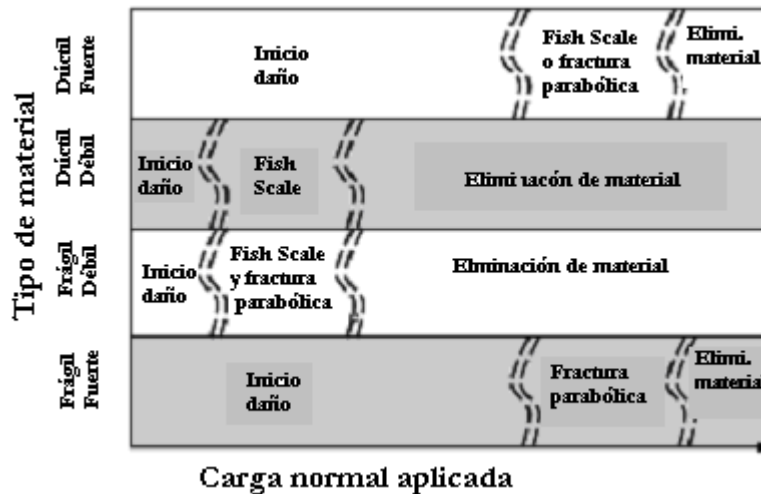 Tipo de material
Dúctil
Fuerte
Inicio
daño
Fish Scale
o fractura
parabólica
Elimi.
material
Dúctil
Débil
Inicio
daño
Fish
Scale
Elimi acón de material
Frágil
Débil
Inicio
daño
Fish Scale
y fractura
parabólica
Elminación de material
Frágil
Fuerte
Inicio
daño
Fractura
parabólica
Elimi.
material
Carga normal aplicada